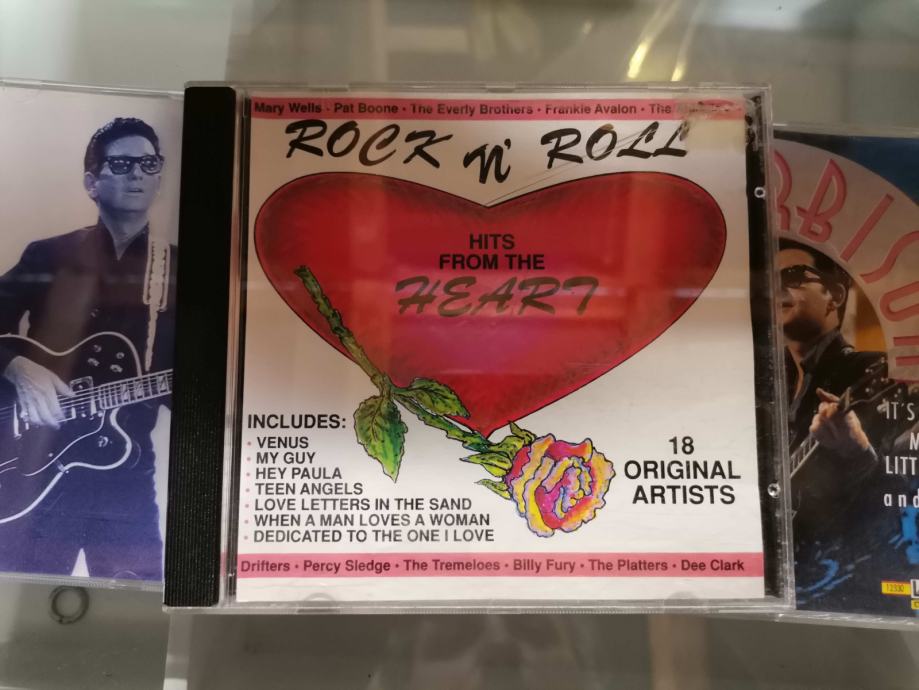 Mary Wells · Pat Boone · The Everly Brothers · Frankie Avalon · The
ROCK N' ROLL
HITS
FROM THE
HEART
INCLUDES:
· VENUS
· MY GUY
· HEY PAULA
· TEEN ANGELS
· LOVE LETTERS IN THE SAND
· WHEN A MAN LOVES A WOMAN
· DEDICATED TO THE ONE I LOVE
18
ORIGINAL
ARTISTS
Drifters · Percy Sledge · The Tremeloes · Billy Fury · The Platters · Dee Clark
RBISON
IT'S
LITT
and
12330